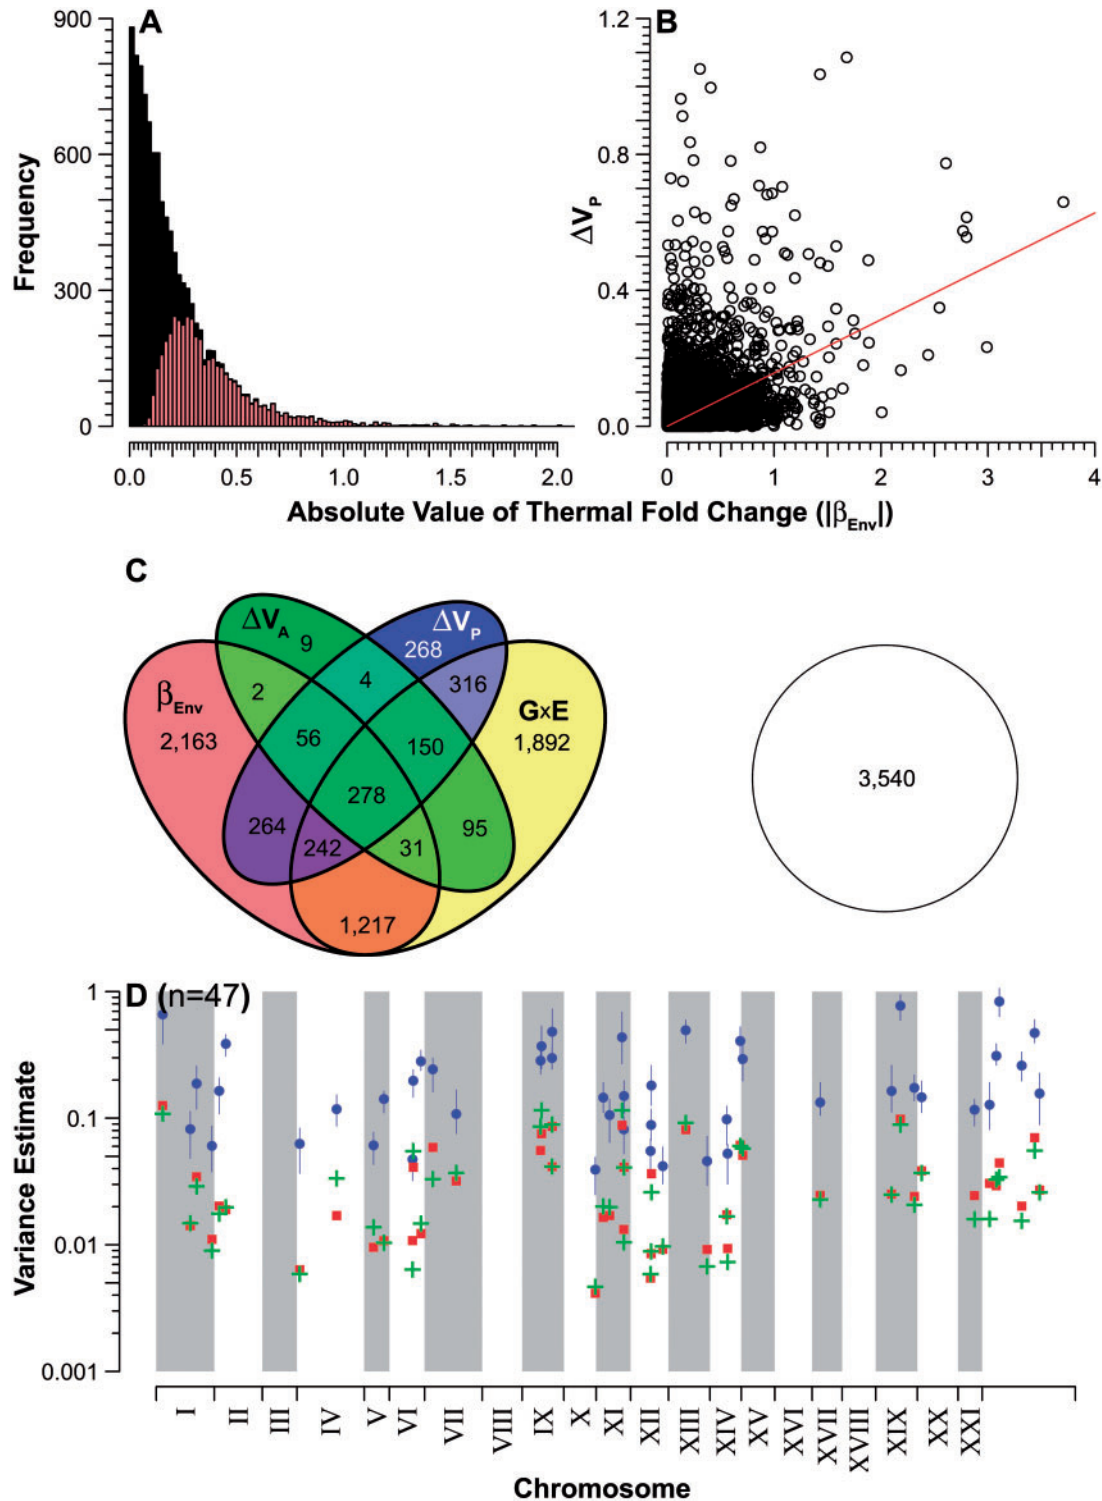 A
900
600
300
0
Frequency
0.0 0.5 1.0 1.5 2.0
B
1.2
0.8
0.4
0.0
ΔVP
0 1 2 3 4
Absolute Value of Thermal Fold Change (|βEnv|)
C
ΔVA
9
ΔVP
268
2
4
316
βEnv
2,163
GxE
1,892
56
150
278
264
242
31
95
1,217
3,540
D (n=47)
1
0.1
0.01
0.001
Variance Estimate
I II III IV V VI VII VIII IX X XI XII XIII XIV XV XVI XVII XVIII XIX XX XXI
Chromosome